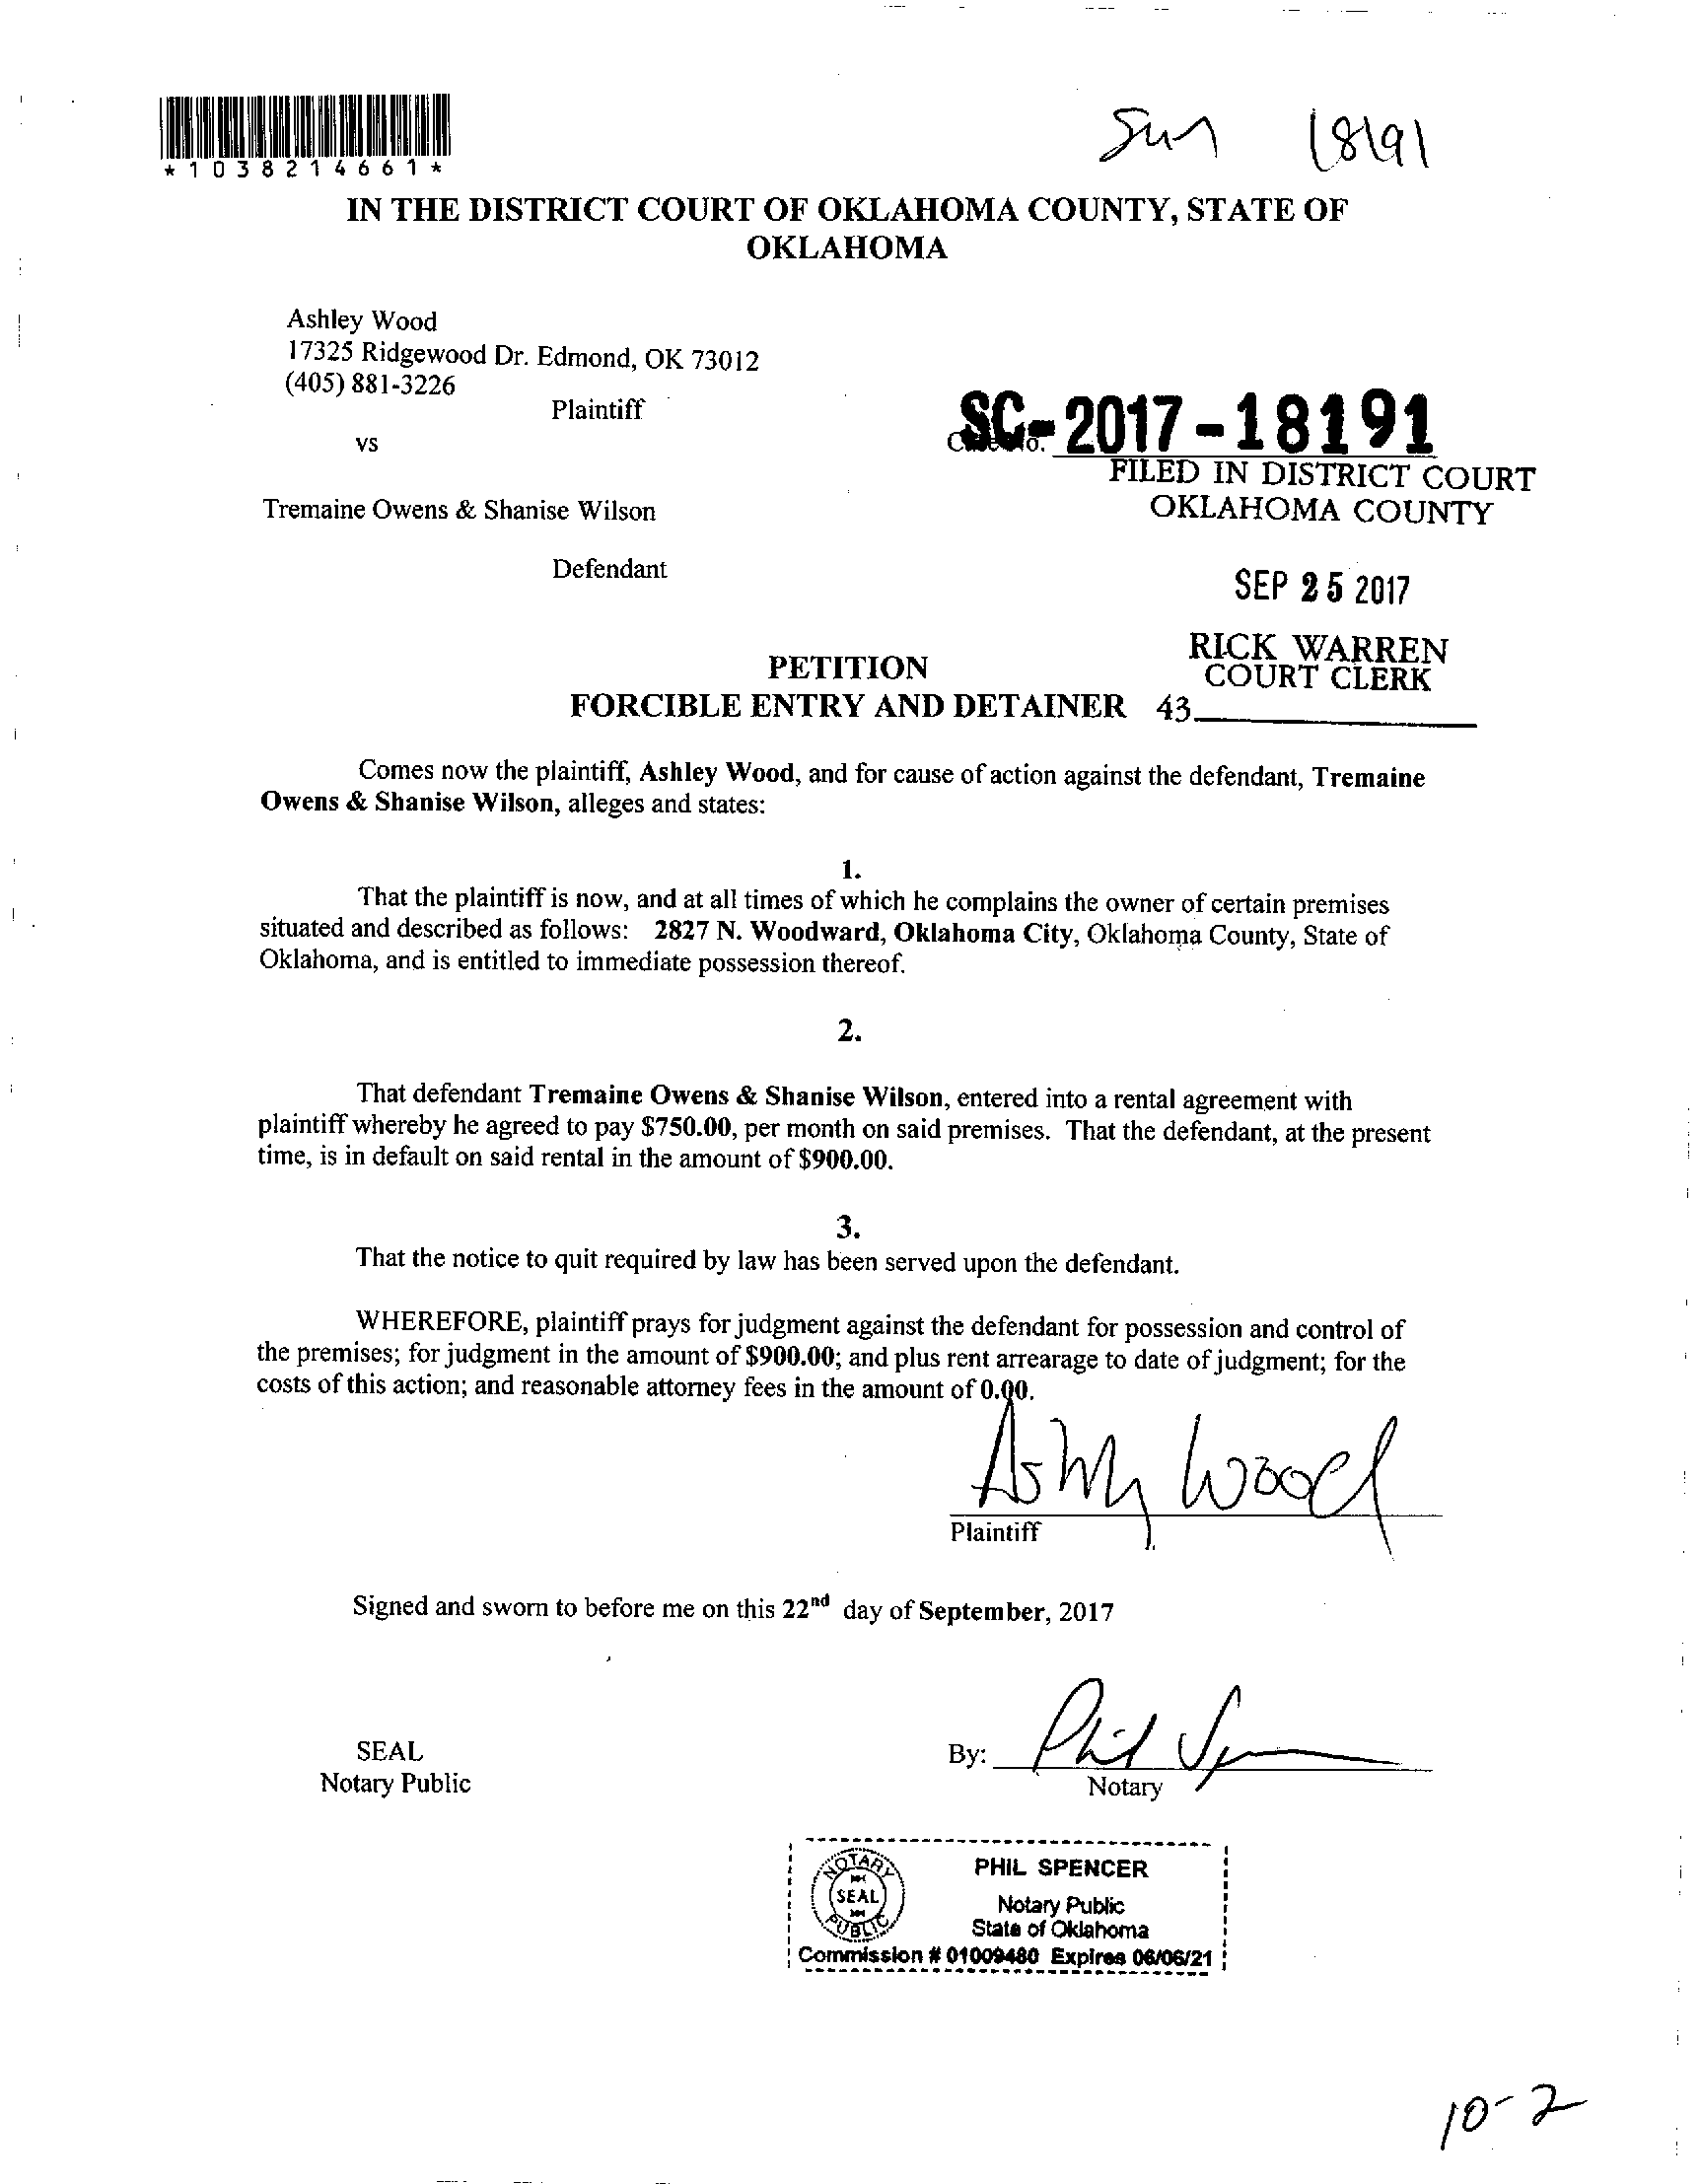 *1038214661*
18191
IN THE DISTRICT COURT OF OKLAHOMA COUNTY, STATE OF
OKLAHOMA
Ashley Wood
17325 Ridgewood Dr. Edmond, OK 73012
(405) 881-3226
Plaintiff
vs
SC-2017-18191
FILED IN DISTRICT COURT
OKLAHOMA COUNTY
Tremaine Owens & Shanise Wilson
Defendant
SEP 25 2017
RICK WARREN
COURT CLERK
43
PETITION
FORCIBLE ENTRY AND DETAINER
Comes now the plaintiff, Ashley Wood, and for cause of action against the defendant, Tremaine
Owens & Shanise Wilson, alleges and states:
1.
That the plaintiff is now, and at all times of which he complains the owner of certain premises
situated and described as follows: 2827 N. Woodward, Oklahoma City, Oklahoma County, State of
Oklahoma, and is entitled to immediate possession thereof.
2.
That defendant Tremaine Owens & Shanise Wilson, entered into a rental agreement with
plaintiff whereby he agreed to pay $750.00, per month on said premises. That the defendant, at the present
time, is in default on said rental in the amount of $900.00.
3.
That the notice to quit required by law has been served upon the defendant.
WHEREFORE, plaintiff prays for judgment against the defendant for possession and control of
the premises; for judgment in the amount of $900.00; and plus rent arrearage to date of judgment; for the
costs of this action; and reasonable attorney fees in the amount of 0.00.
Ashley Wood
Plaintiff
Signed and sworn to before me on this 22nd day of September, 2017
SEAL
Notary Public
By: Phil
Notary
NOTARY SEAL PUBLIC
PHIL SPENCER
Notary Public
State of Oklahoma
Commission # 01009480 Expires 06/06/21
10-2